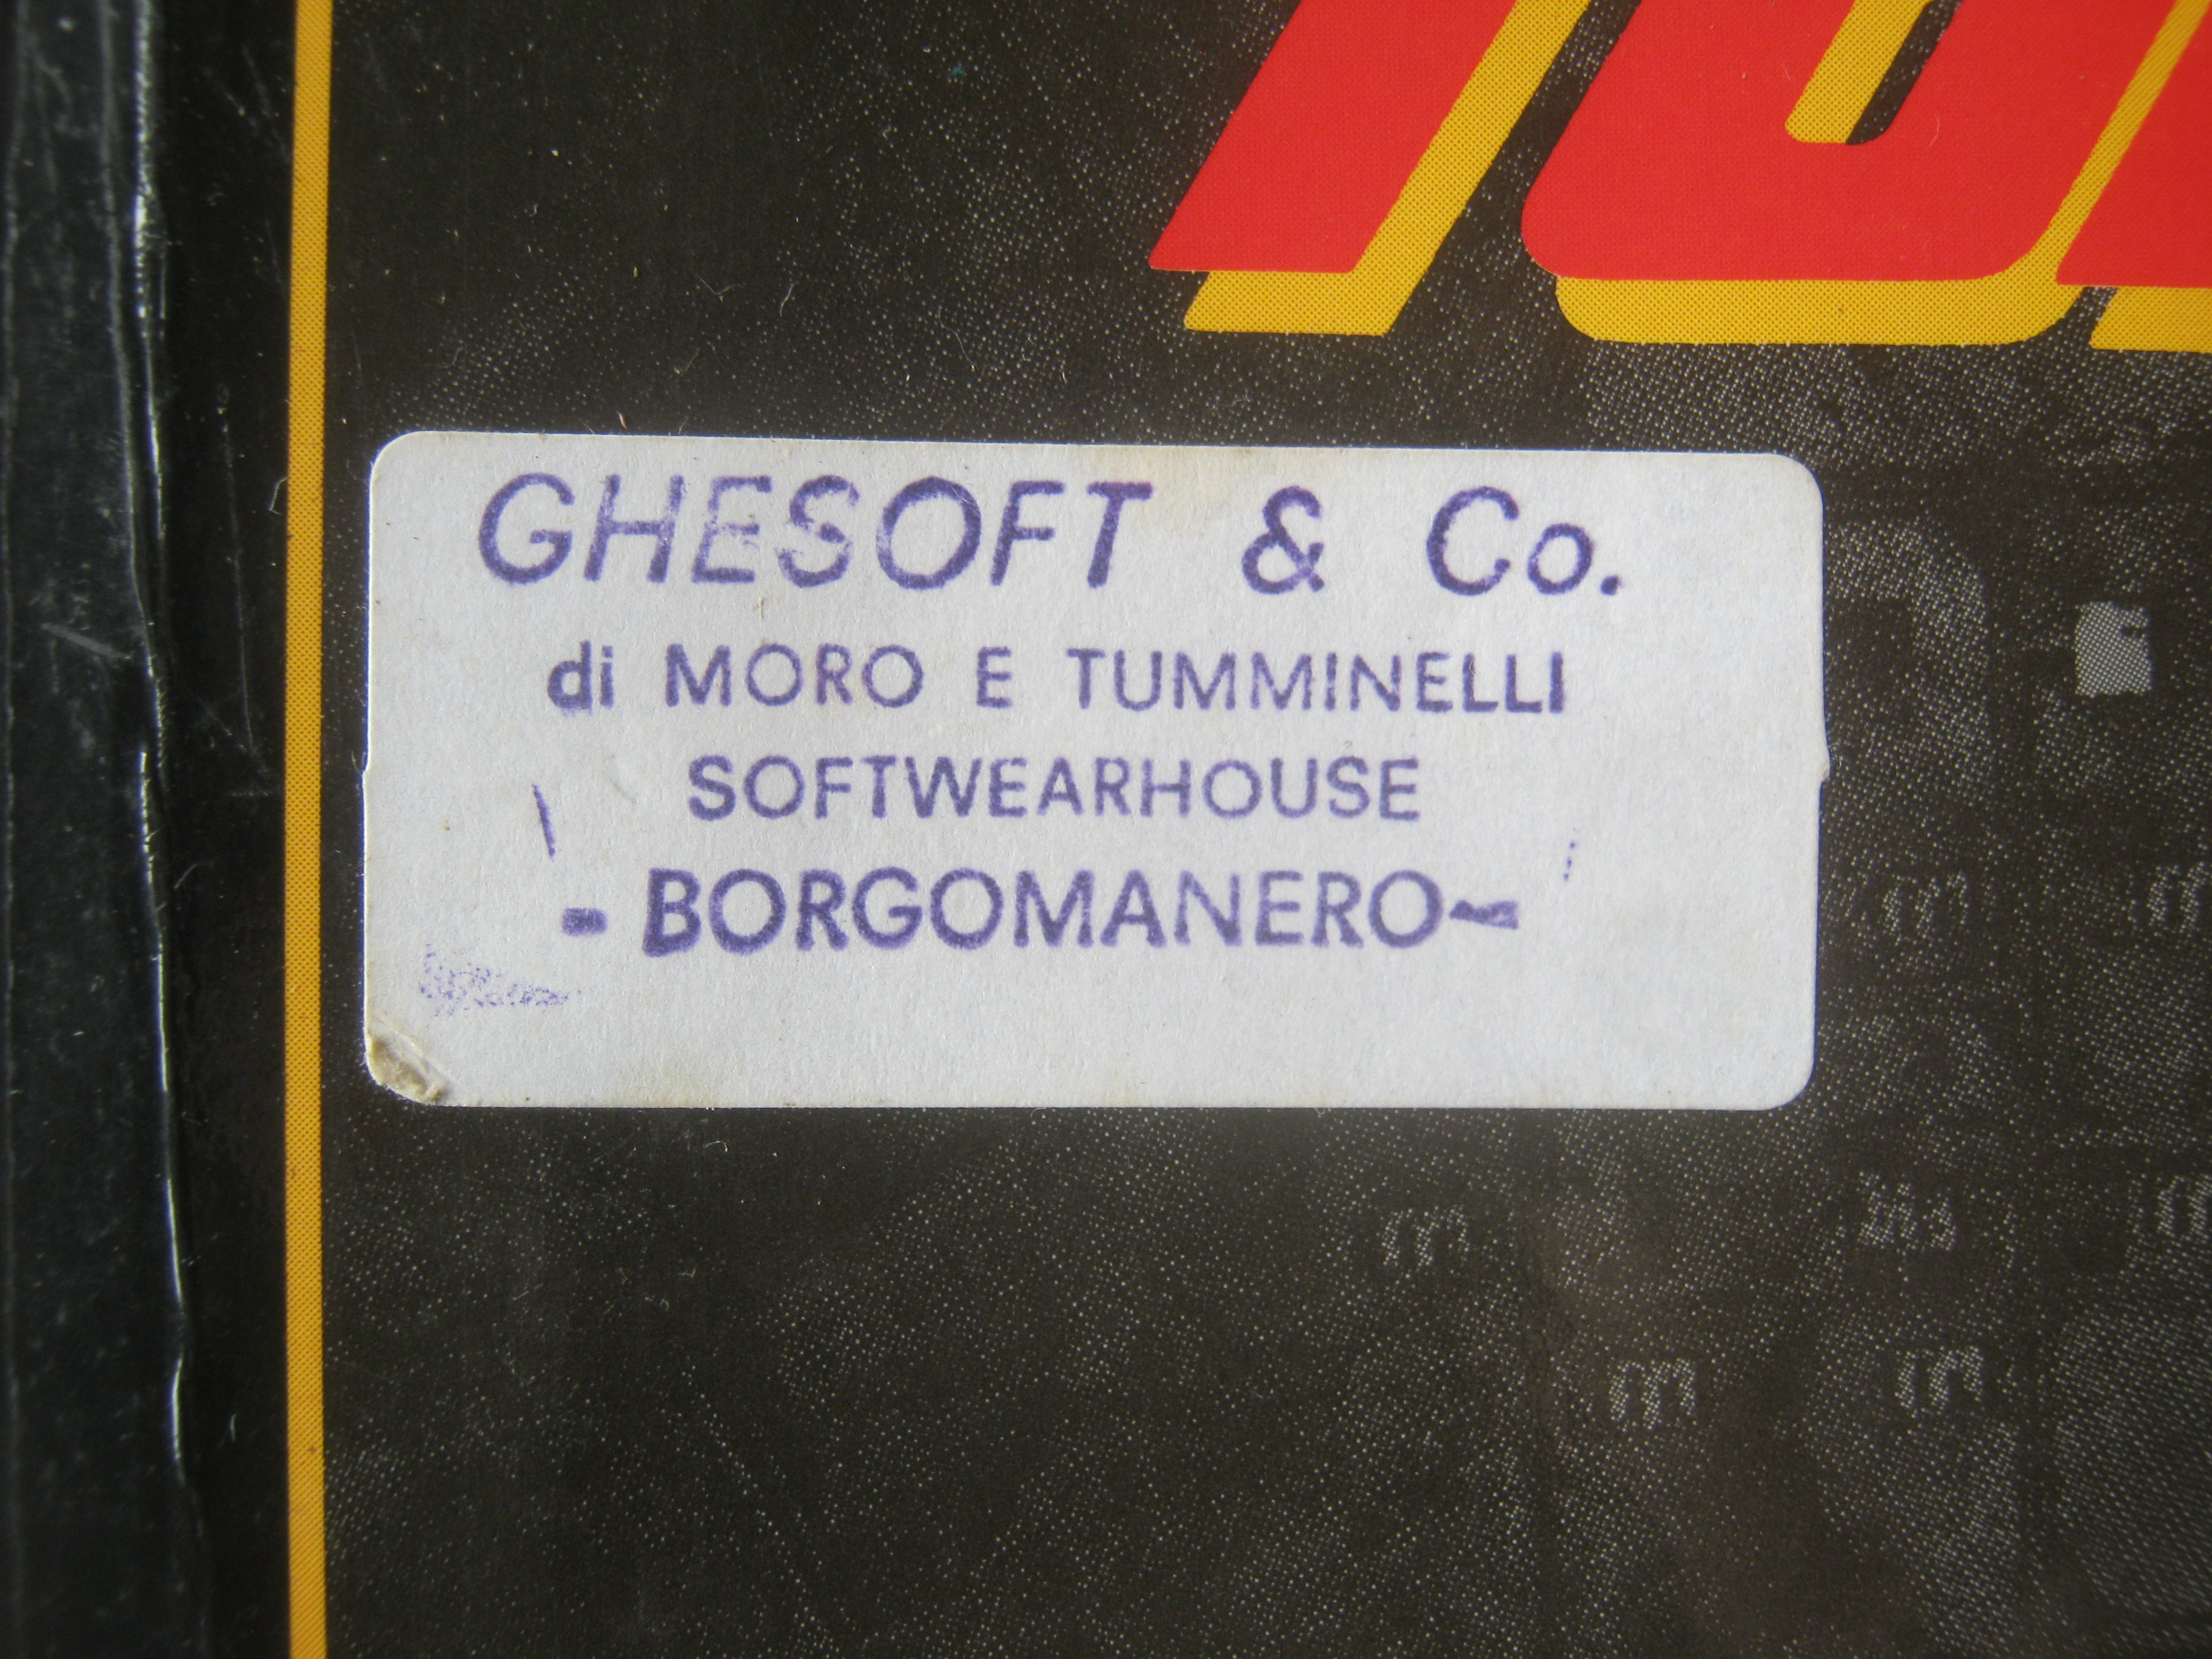 GHESOFT & Co.
di MORO E TUMMINELLI
SOFTWEARHOUSE
- BORGOMANERO-